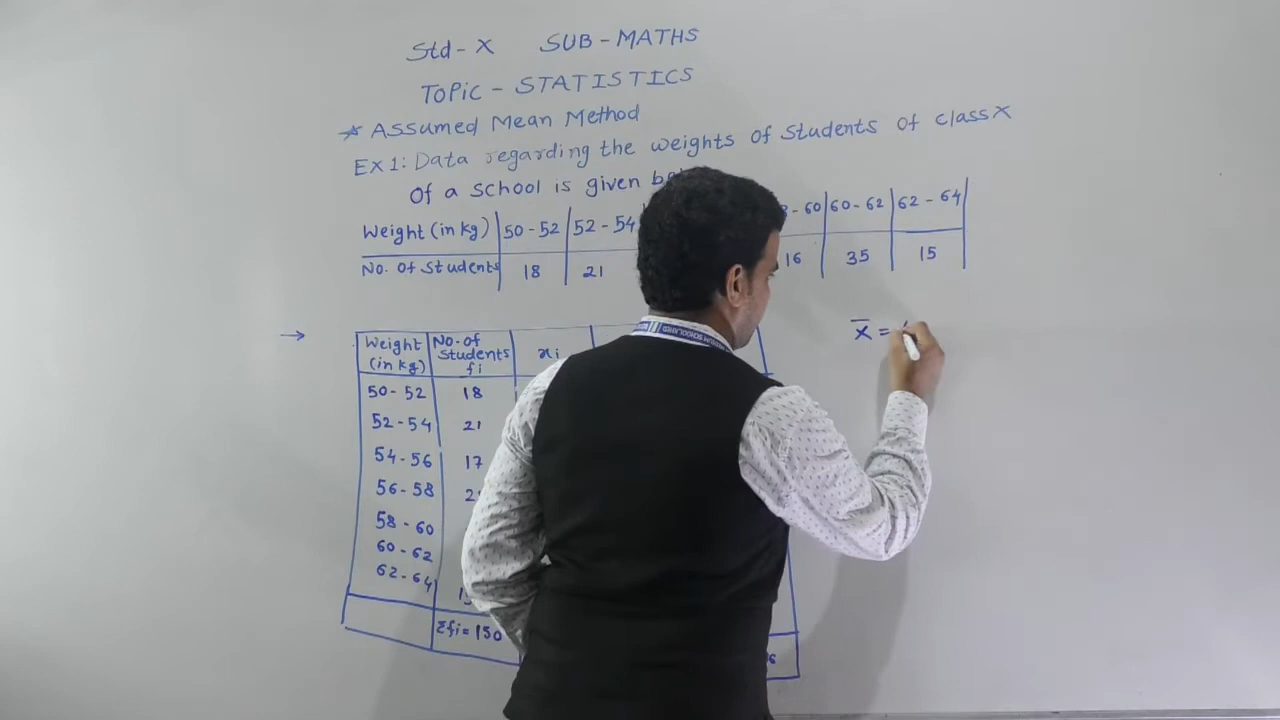 Std - X SUB - MATHS
TOPIC - STATISTICS
* Assumed Mean Method
Ex 1: Data regarding the weights of Students of class X
Of a school is given
Weight (in kg) 50 - 52 52 - 54 - 60 60 - 62 62 - 64
No. Of Students 18 21 16 35 15
→
Weight (in kg) No. of Students fi xi
50 - 52 18
52 - 54 21
54 - 56 17
56 - 58
58 - 60
60 - 62
62 - 64
Σfi = 150
x̄ =